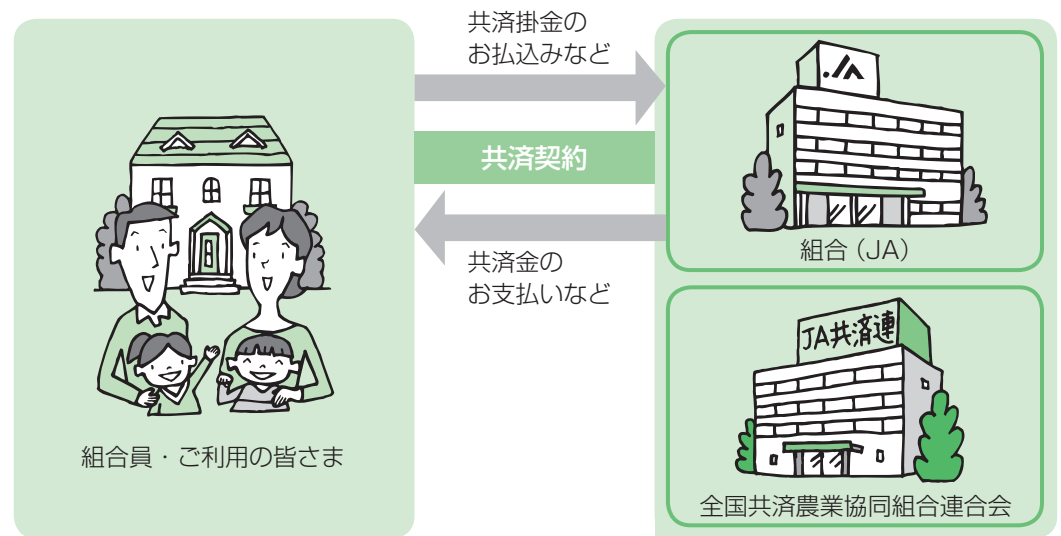 共済掛金の
お払込みなど
共済契約
共済金の
お支払いなど
組合員・ご利用の皆さま
JA
組合（JA）
JA共済連
全国共済農業協同組合連合会